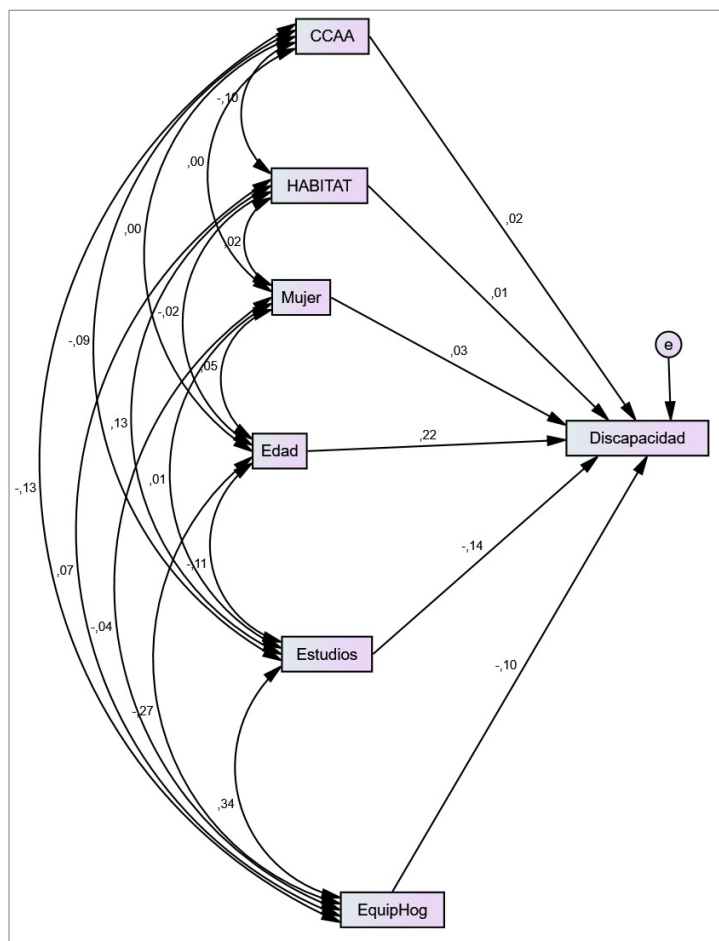 CCAA
-,10
,00
HABITAT
,02
,00
,02
,01
Mujer
-,02
-,09
e
,03
,05
,13
Discapacidad
,22
Edad
,01
-,13
-,14
-,11
,07
-,04
Estudios
-,10
-,27
,34
EquipHog